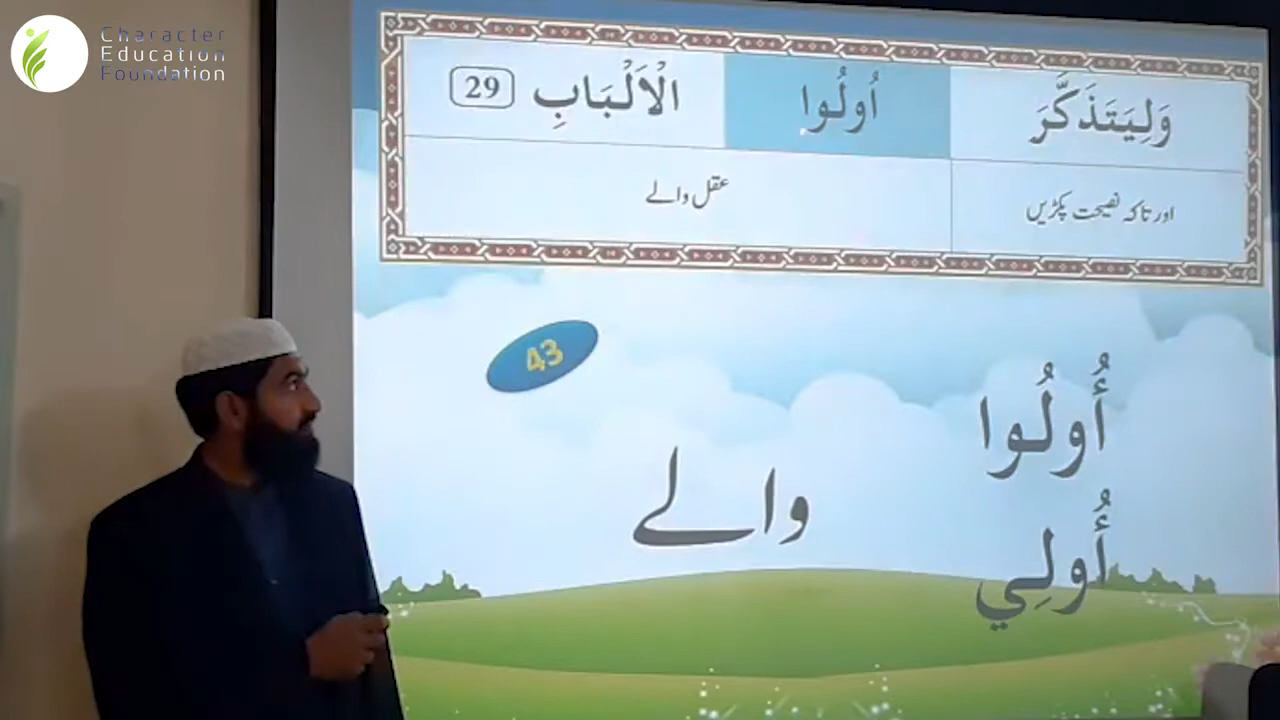 Character
Education
Foundation
وَلِيَتَذَكَّرَ اُولُوا الْاَلْبَابِ 29
اور تاکہ نصیحت پکڑیں عقل والے
43
أُولُوا
والے
أُولِي